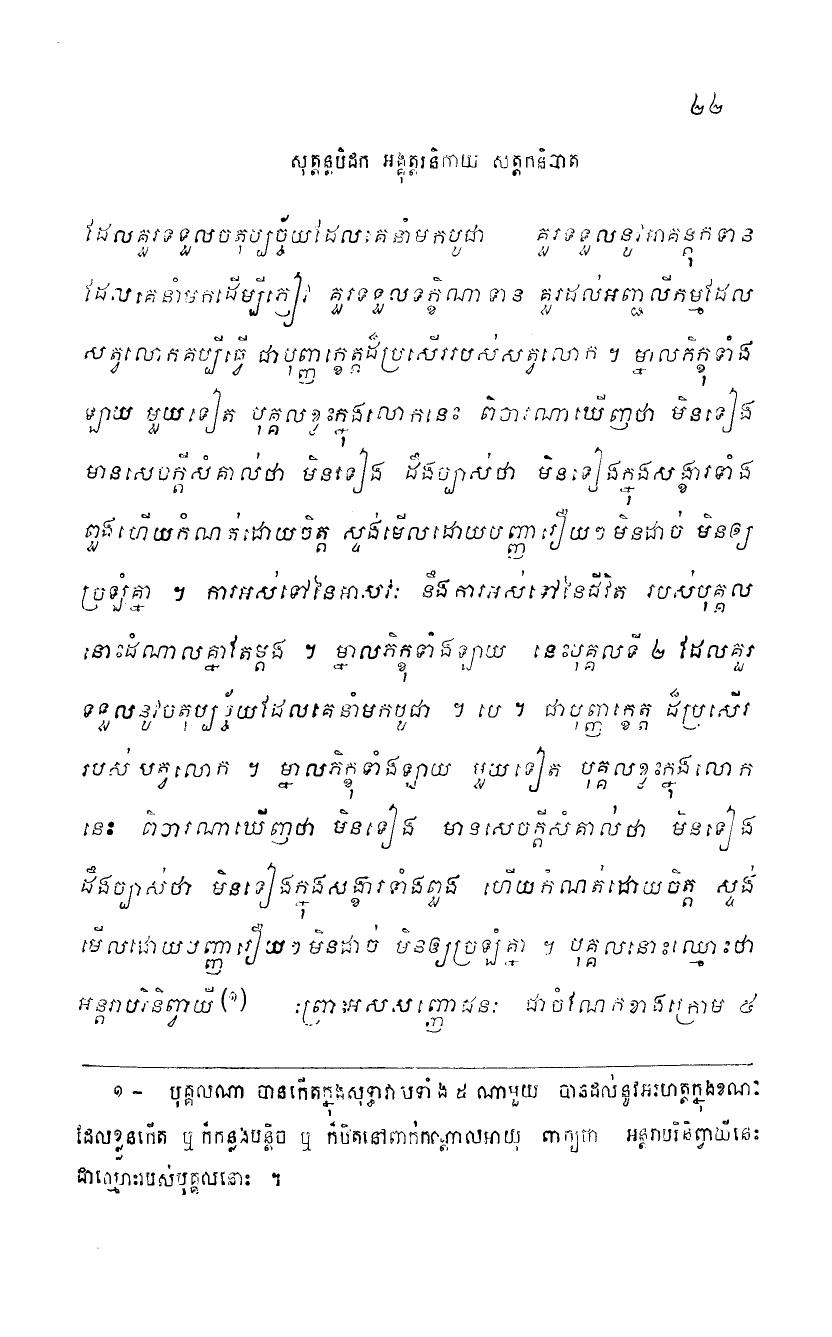 ២២
សុត្តន្តបិដក អង្គុត្តរនិកាយ សត្តកនិបាត
ដែលគួរទទួលចតុប្បច្ច័យដែលគេនាំមកបូជា គួរទទួលនូវអាគន្តុកទាន
ដែលគេនាំមកដើម្បីភ្ញៀវ គួរទទួលទក្ខិណាទាន គួរដល់អញ្ជលីកម្មដែល
សត្វលោកគប្បីធ្វើ ជាបុញ្ញក្ខេត្តដ៏ប្រសើររបស់សត្វលោក ។ ម្នាលភិក្ខុទាំង
ឡាយ មួយទៀត បុគ្គលខ្លះក្នុងលោកនេះ ពិចារណាឃើញថា មិនទៀង
មានសេចក្តីសំគាល់ថា មិនទៀង ដឹងច្បាស់ថា មិនទៀងក្នុងសង្ខារទាំង
ពួងហើយកំណត់ដោយចិត្ត ស្ទង់មើលដោយបញ្ញារឿយៗមិនដាច់ មិនឲ្យ
ច្រឡំគ្នា ។ ការអស់ទៅនៃអាសវៈ នឹងការអស់ទៅនៃជីវិត របស់បុគ្គល
នោះដំណាលគ្នាតែម្តង ។ ម្នាលភិក្ខុទាំងឡាយ នេះបុគ្គលទី ២ ដែលគួរ
ទទួលនូវចតុប្បច្ច័យដែលគេនាំមកបូជា ។ បេ ។ ជាបុញ្ញក្ខេត្ត ដ៏ប្រសើរ
របស់ សត្វលោក ។ ម្នាលភិក្ខុទាំងឡាយ មួយទៀត បុគ្គលខ្លះក្នុងលោក
នេះ ពិចារណាឃើញថា មិនទៀង មានសេចក្តីសំគាល់ថា មិនទៀង
ដឹងច្បាស់ថា មិនទៀងក្នុងសង្ខារទាំងពួង ហើយកំណត់ដោយចិត្ត ស្ទង់
មើលដោយបញ្ញារឿយៗមិនដាច់ មិនឲ្យច្រឡំគ្នា ។ បុគ្គលនោះឈ្មោះថា
អន្តរាបរិនិព្វាយី (១) ព្រោះអស់សញ្ញោជនៈ ជាចំណែកខាងក្រោម ៥
១ - បុគ្គលណា បានកើតក្នុងសុទ្ធាវាសទាំង ៥ ណាមួយ បានដល់នូវអរហត្តក្នុងខណៈ
ដែលខ្លួនកើត ឬ ក៏កន្លងបន្តិច ឬ ក៏ឋិតនៅពាក់កណ្តាលអាយុ ពាក្យថា អន្តរាបរិនិព្វាយីនេះ
ជាឈ្មោះរបស់បុគ្គលនោះ ។